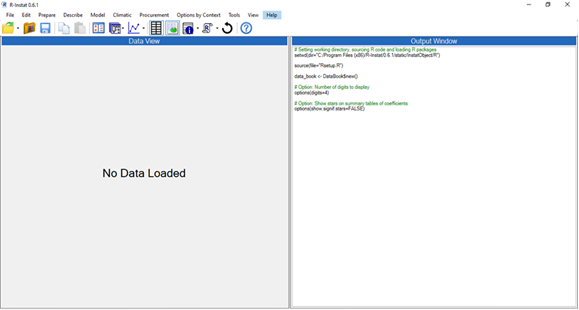 R-Instat 0.6.1
File Edit Prepare Describe Model Climatic Procurement Options by Context Tools View Help
Data View
Output Window
# Setting working directory, sourcing R code and loading R packages
setwd(dir="C:/Program Files (x86)/R-Instat/0.6.1/static/InstatObject/R")
source(file="Rsetup.R")
data_book <- DataBook$new()
# Option: Number of digits to display
options(digits=4)
# Option: Show stars on summary tables of coefficients
options(show.signif.stars=FALSE)
No Data Loaded